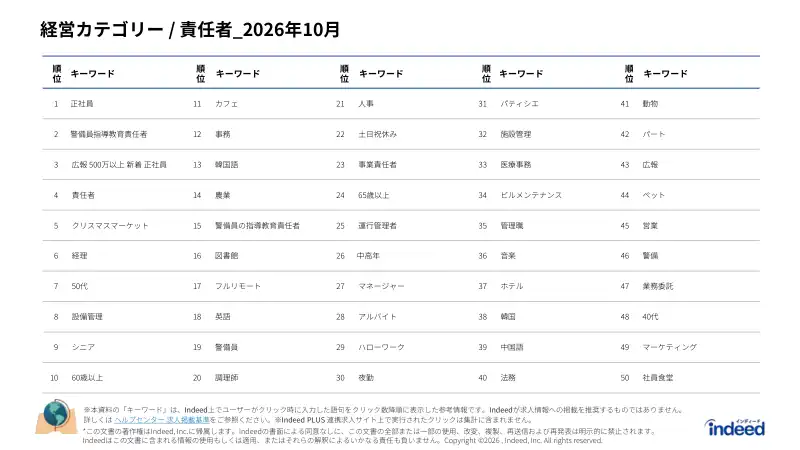 経営カテゴリー / 責任者_2026年10月
順位 キーワード 順位 キーワード 順位 キーワード 順位 キーワード 順位 キーワード
1 正社員 11 カフェ 21 人事 31 パティシエ 41 動物
2 警備員指導教育責任者 12 事務 22 土日祝休み 32 施設管理 42 パート
3 広報 500万以上 新着 正社員 13 韓国語 23 事業責任者 33 医療事務 43 広報
4 責任者 14 農業 24 65歳以上 34 ビルメンテナンス 44 ペット
5 クリスマスマーケット 15 警備員の指導教育責任者 25 運行管理者 35 管理職 45 営業
6 経理 16 図書館 26 中高年 36 音楽 46 警備
7 50代 17 フルリモート 27 マネージャー 37 ホテル 47 業務委託
8 設備管理 18 英語 28 アルバイト 38 韓国 48 40代
9 シニア 19 警備員 29 ハローワーク 39 中国語 49 マーケティング
10 60歳以上 20 調理師 30 夜勤 40 法務 50 社員食堂
※本資料の「キーワード」は、Indeed上でユーザーがクリック時に入力した語句をクリック数降順に表示した参考情報です。Indeedが求人情報への掲載を推奨するものではありません。
詳しくは ヘルプセンター 求人掲載基準をご参照ください。※Indeed PLUS 連携求人サイトで実行されたクリックは集計に含まれません。
*この文書の著作権はIndeed, Inc.に帰属します。Indeedの書面による同意なしに、この文書の全部または一部の使用、改変、複製、再送信および再発表は明示的に禁止されます。
Indeedはこの文書に含まれる情報の使用もしくは適用、またはそれらの解釈によるいかなる責任も負いません。Copyright ©2026 , Indeed, Inc. All rights reserved.
インディード
indeed